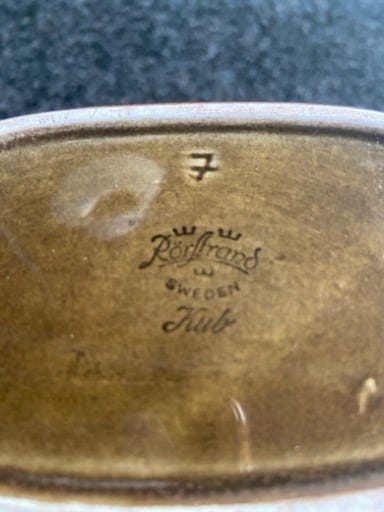 7
Rörstrand
SWEDEN
Kub